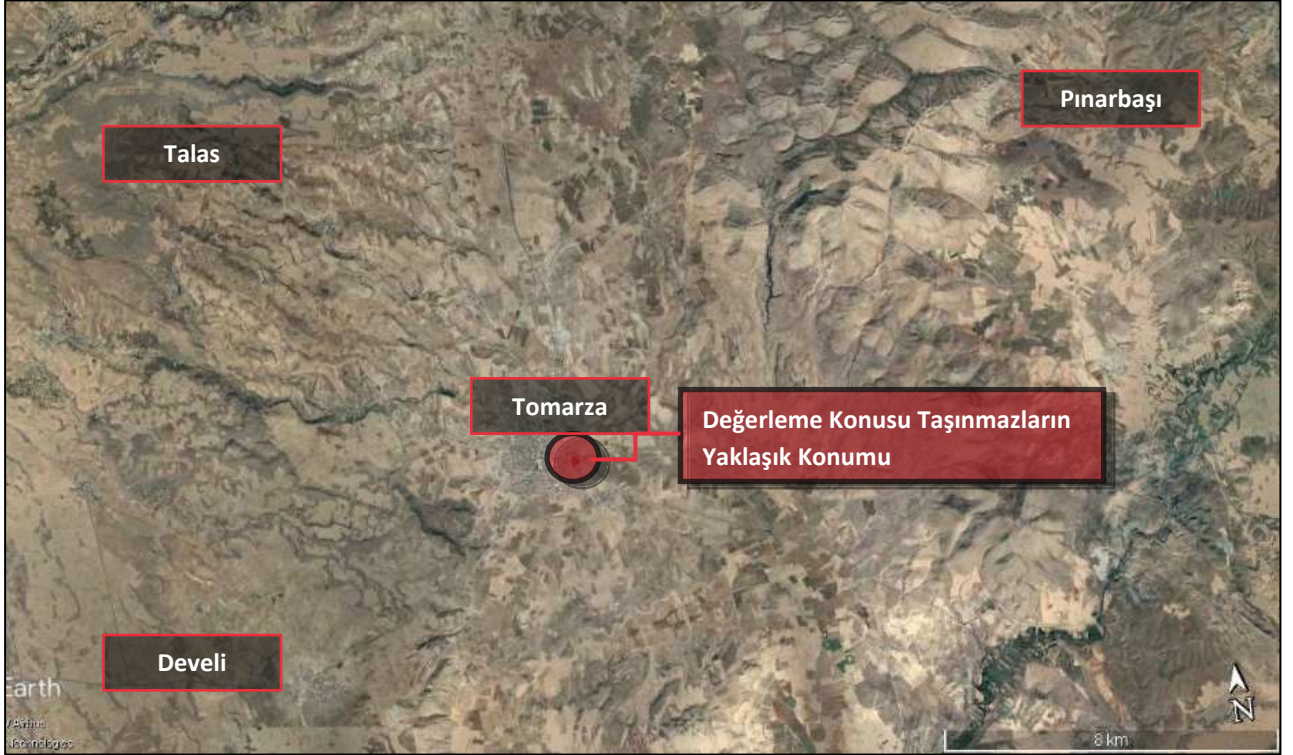 Pınarbaşı
Talas
Tomarza
Değerleme Konusu Taşınmazların
Yaklaşık Konumu
Develi
Earth
8 km
N